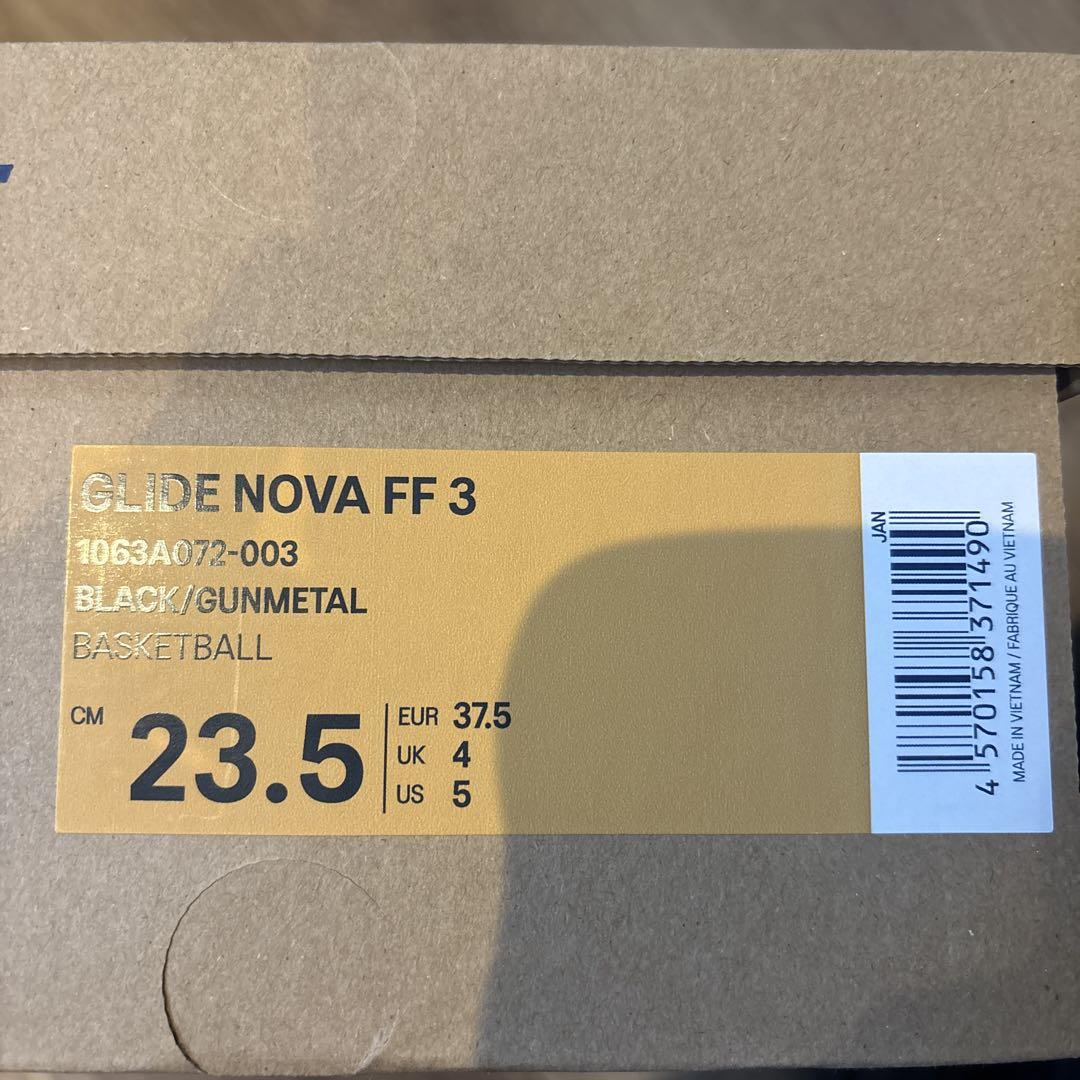 GLIDE NOVA FF 3
1063A072-003
BLACK/GUNMETAL
BASKETBALL
CM 23.5
EUR 37.5
UK 4
US 5
JAN
4 570158 371490
MADE IN VIETNAM / FABRIQUE AU VIETNAM